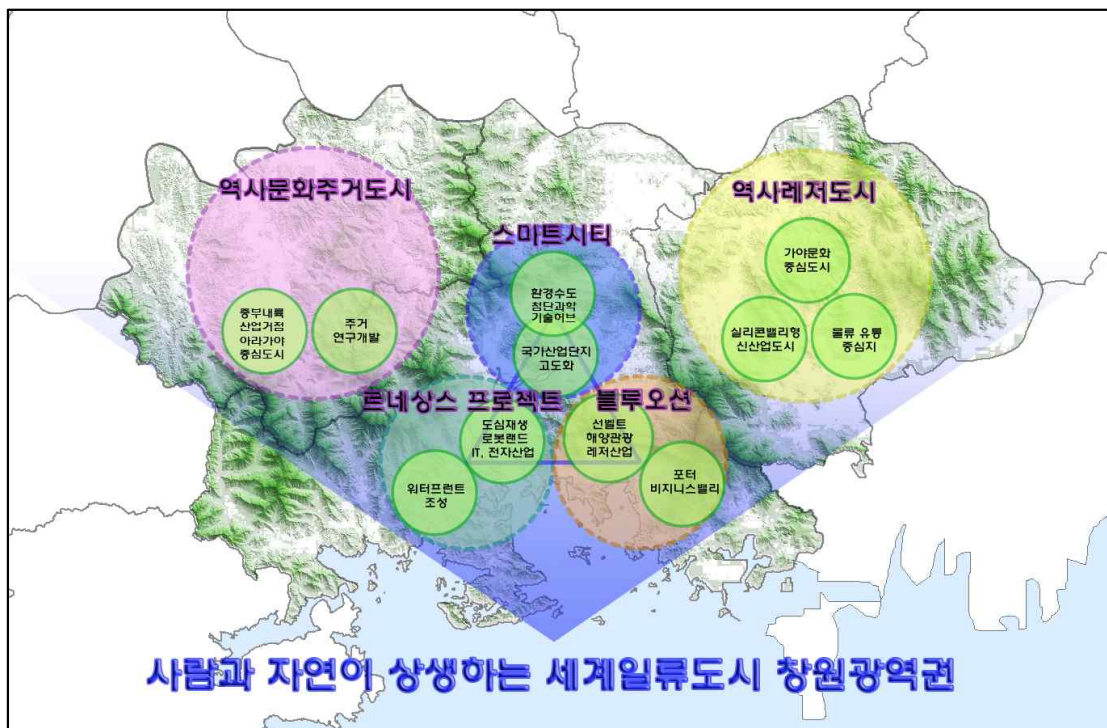 역사문화주거도시
중부내륙
산업거점
아라가야
중심도시
주거
연구개발
스마트시티
환경수도
첨단과학
기술허브
국가산업단지
고도화
역사레저도시
가야문화
중심도시
실리콘밸리형
신산업도시
물류 유통
중심지
르네상스 프로젝트
도심재생
로봇랜드
IT, 전자산업
워터프런트
조성
블루오션
선벨트
해양관광
레저산업
포터
비지니스밸리
사람과 자연이 상생하는 세계일류도시 창원광역권